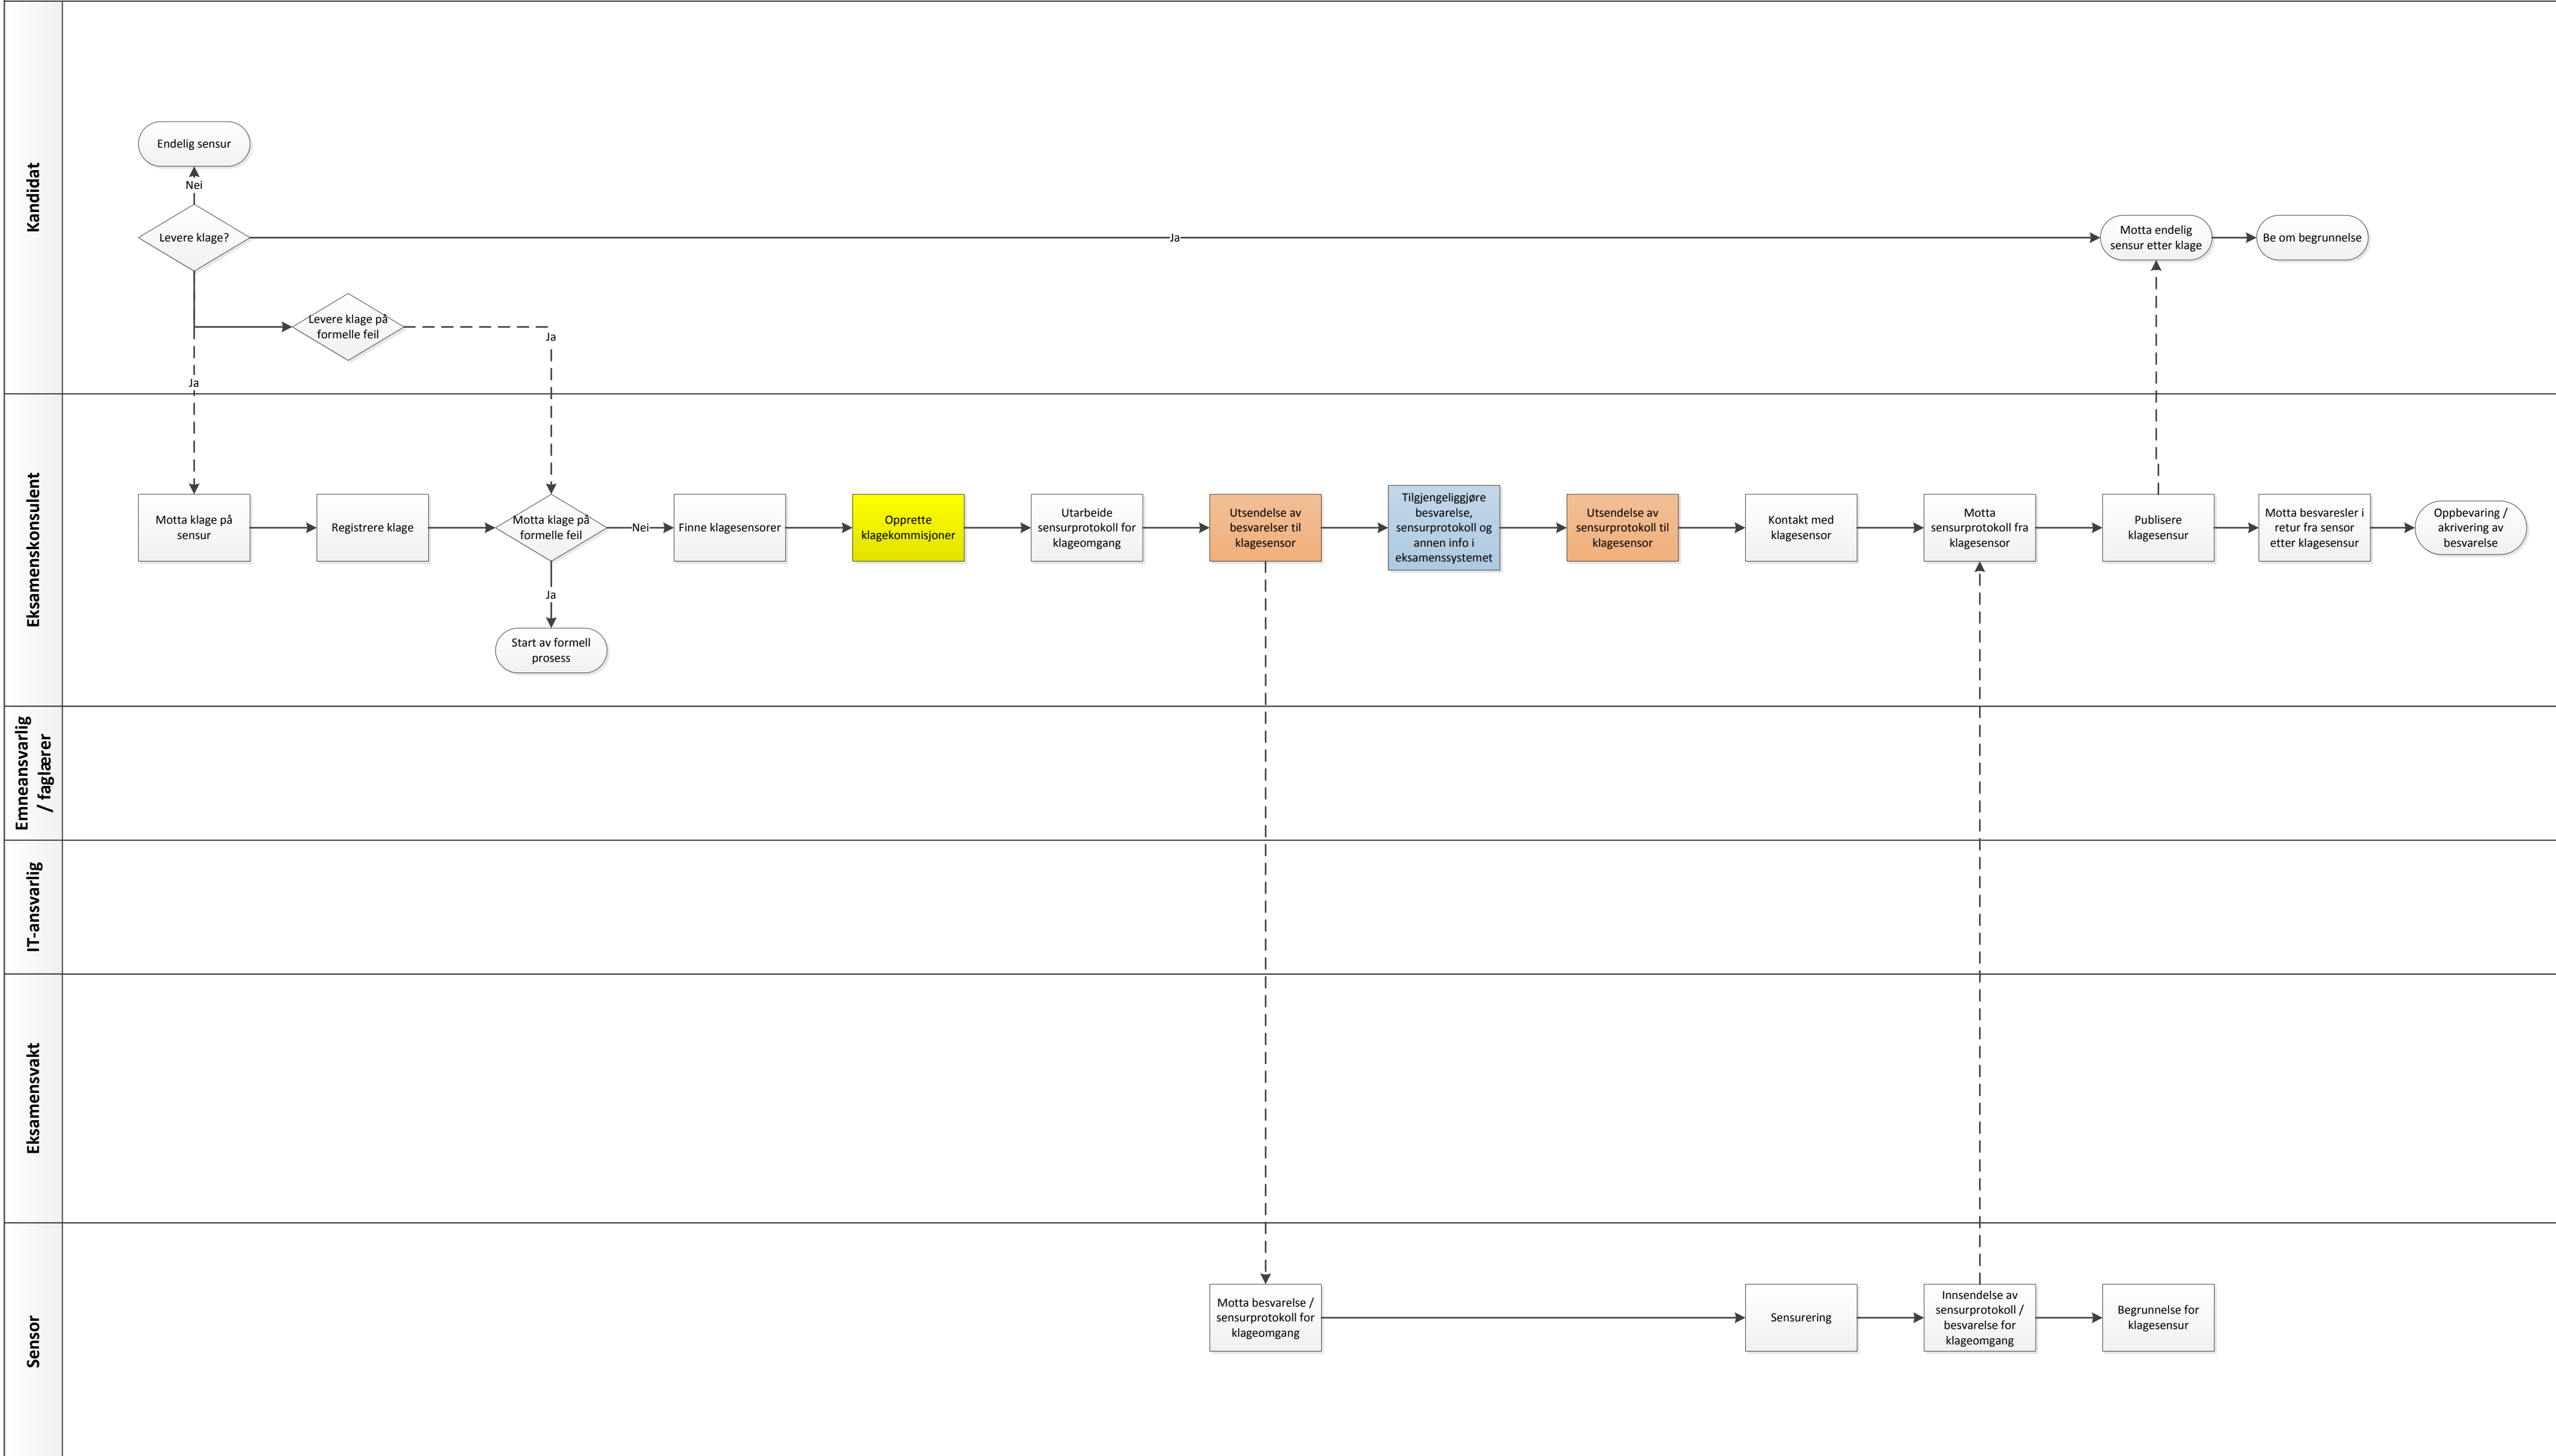 Kandidat
Endelig sensur
Nei
Levere klage?
Ja
Motta endelig
sensur etter klage
Be om begrunnelse
Levere klage på
formelle feil
Ja
Ja
Eksamenskonsulent
Motta klage på
sensur
Registrere klage
Motta klage på
formelle feil
Nei
Finne klagesensorer
Opprette
klagekommisjoner
Utarbeide
sensurprotokoll for
klageomgang
Utsendelse av
besvarelser til
klagesensor
Tilgjengeliggjøre
besvarelse,
sensurprotokoll og
annen info i
eksamenssystemet
Utsendelse av
sensurprotokoll til
klagesensor
Kontakt med
klagesensor
Motta
sensurprotokoll fra
klagesensor
Publisere
klagesensur
Motta besvaresler i
retur fra sensor
etter klagesensur
Oppbevaring /
akrivering av
besvarelse
Ja
Start av formell
prosess
Emneansvarlig
/ faglærer
IT-ansvarlig
Eksamensvakt
Sensor
Motta besvarelse /
sensurprotokoll for
klageomgang
Sensurering
Innsendelse av
sensurprotokoll /
besvarelse for
klageomgang
Begrunnelse for
klagesensur